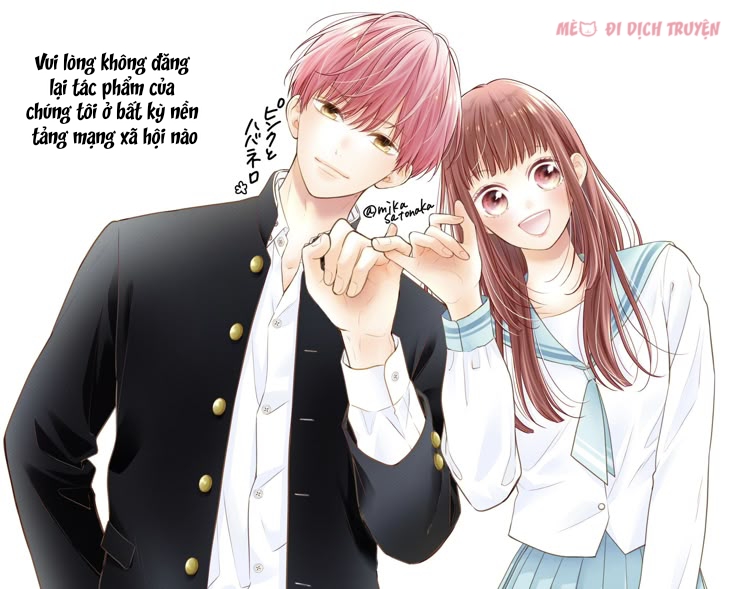 MÈO ĐI DỊCH TRUYỆN
Vui lòng không đăng
lại tác phẩm của
chúng tôi ở bất kỳ nền
tảng mạng xã hội nào
ピンクと
ハバネロ
@mika
satonaka